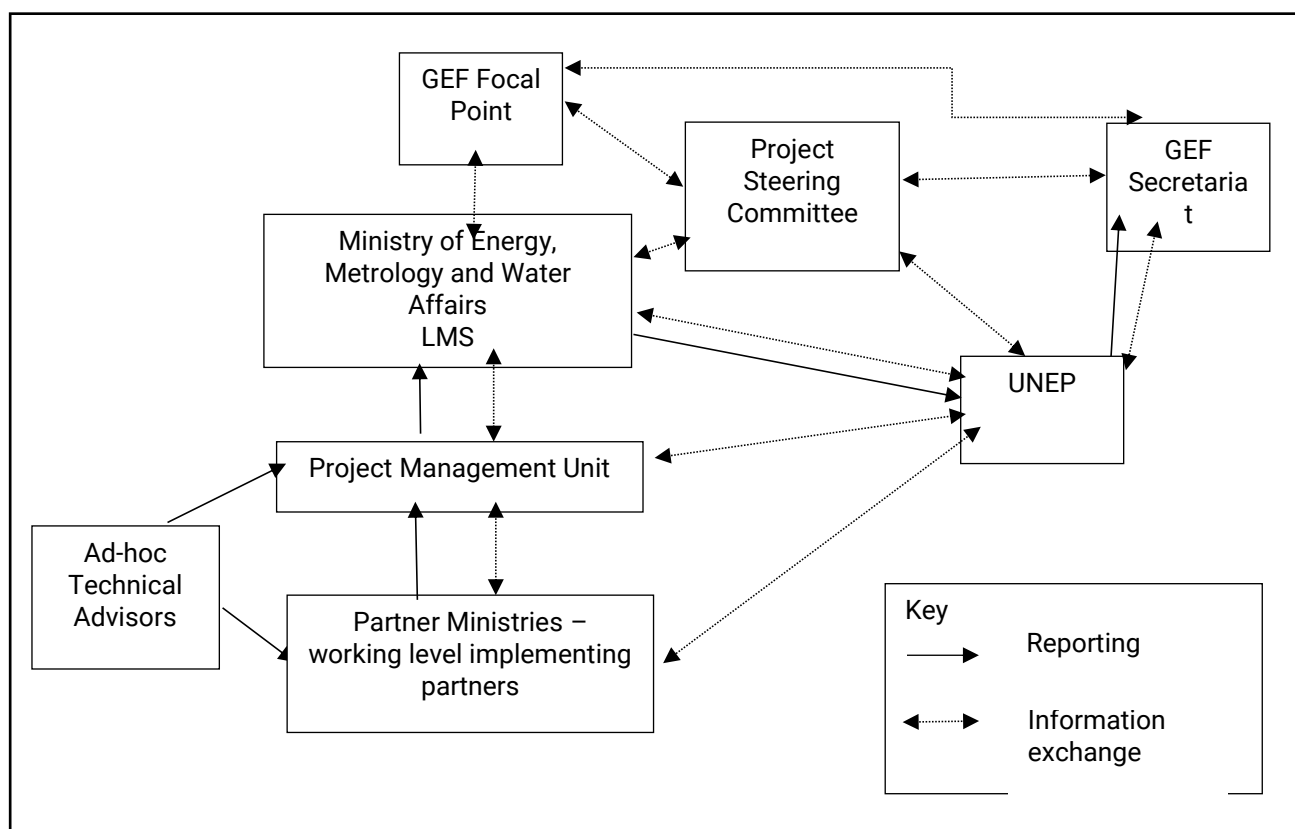 GEF Focal
Point
Project
Steering
Committee
GEF
Secretaria
t
Ministry of Energy,
Metrology and Water
Affairs
LMS
UNEP
Project Management Unit
Ad-hoc
Technical
Advisors
Partner Ministries –
working level implementing
partners
Key
Reporting
Information
exchange